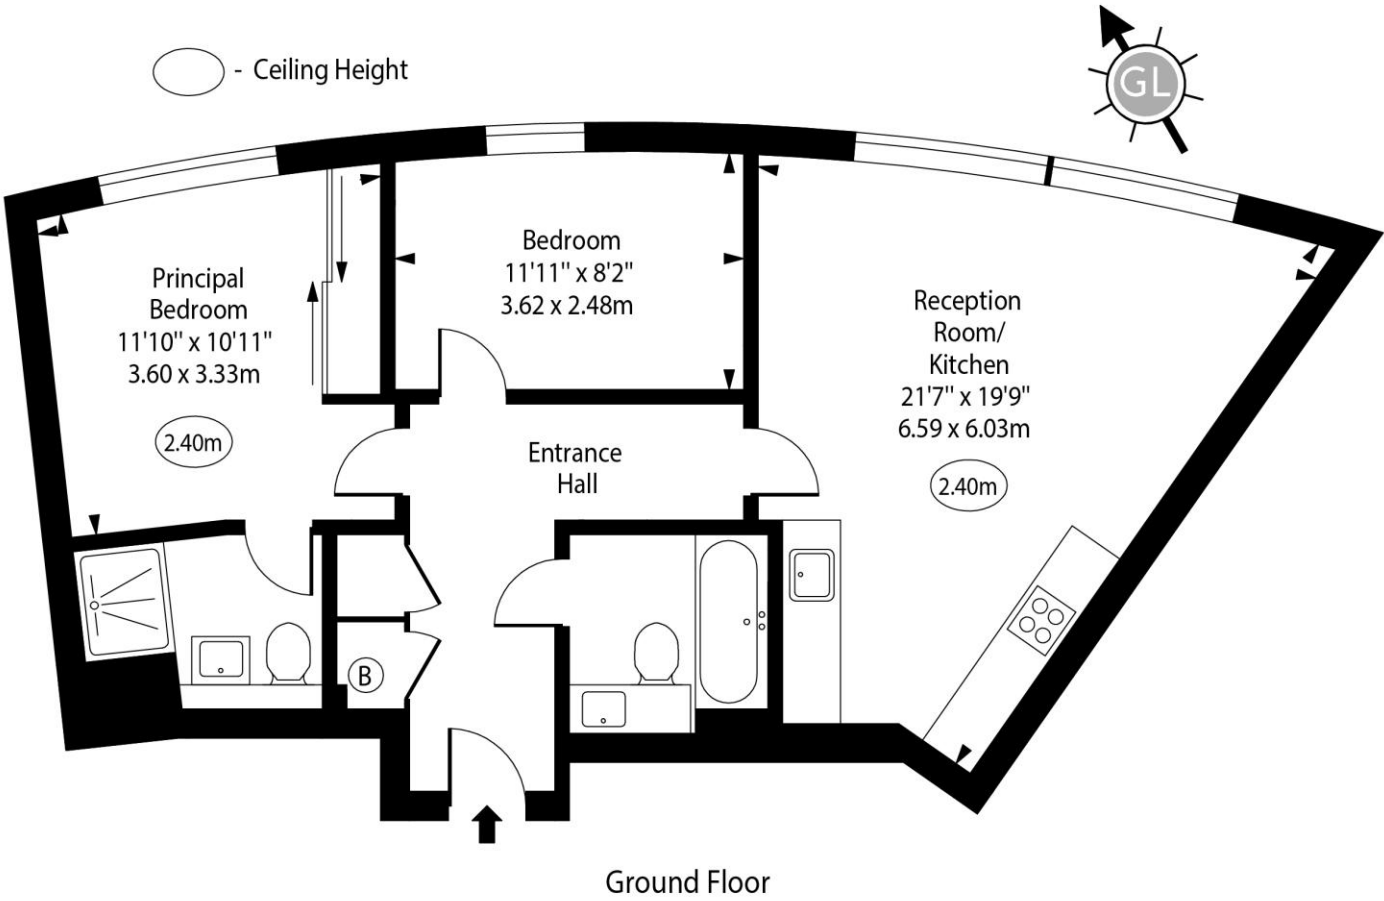 - Ceiling Height
GL
Principal
Bedroom
11'10" x 10'11"
3.60 x 3.33m
2.40m
Bedroom
11'11" x 8'2"
3.62 x 2.48m
Reception
Room/
Kitchen
21'7" x 19'9"
6.59 x 6.03m
2.40m
Entrance
Hall
B
Ground Floor